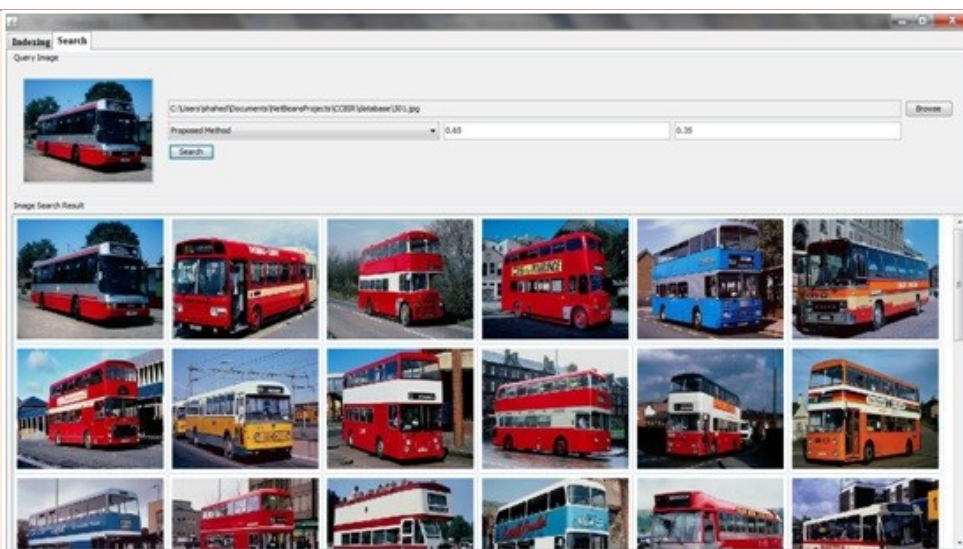 Indexing Search
Query Image
C:\Users\shahed\Documents\NetBeansProjects\CCBIR\database\301.jpg Browse
Proposed Method 0.65 0.35
Search
Image Search Result